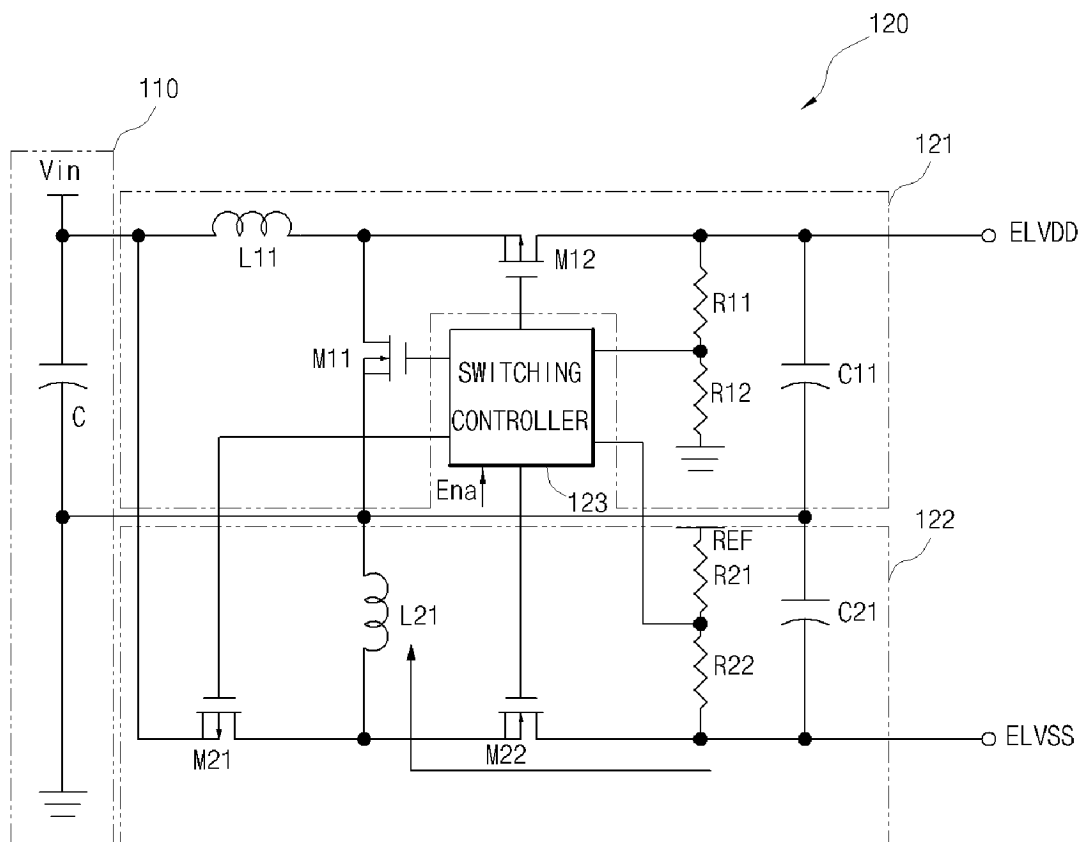 120
110
121
Vin
L11
M12
ELVDD
R11
M11
SWITCHING
CONTROLLER
R12
C11
C
Ena
123
122
REF
R21
L21
C21
R22
M21
M22
ELVSS